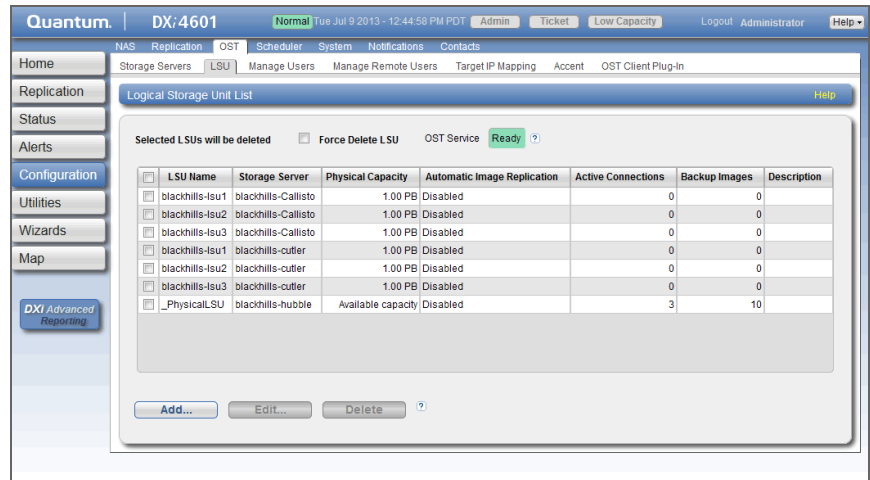 Quantum. DXi4601 Normal Tue Jul 9 2013 - 12:44:58 PM PDT Admin Ticket Low Capacity Logout Administrator Help
NAS Replication OST Scheduler System Notifications Contacts
Storage Servers LSU Manage Users Manage Remote Users Target IP Mapping Accent OST Client Plug-In
Home
Replication
Status
Alerts
Configuration
Utilities
Wizards
Map
DXi Advanced
Reporting
Logical Storage Unit List Help
Selected LSUs will be deleted Force Delete LSU OST Service Ready ?
LSU Name Storage Server Physical Capacity Automatic Image Replication Active Connections Backup Images Description
blackhills-lsu1 blackhills-Callisto 1.00 PB Disabled 0 0
blackhills-lsu2 blackhills-Callisto 1.00 PB Disabled 0 0
blackhills-lsu3 blackhills-Callisto 1.00 PB Disabled 0 0
blackhills-lsu1 blackhills-cutler 1.00 PB Disabled 0 0
blackhills-lsu2 blackhills-cutler 1.00 PB Disabled 0 0
blackhills-lsu3 blackhills-cutler 1.00 PB Disabled 0 0
_PhysicalLSU blackhills-hubble Available capacity Disabled 3 10
Add... Edit... Delete ?